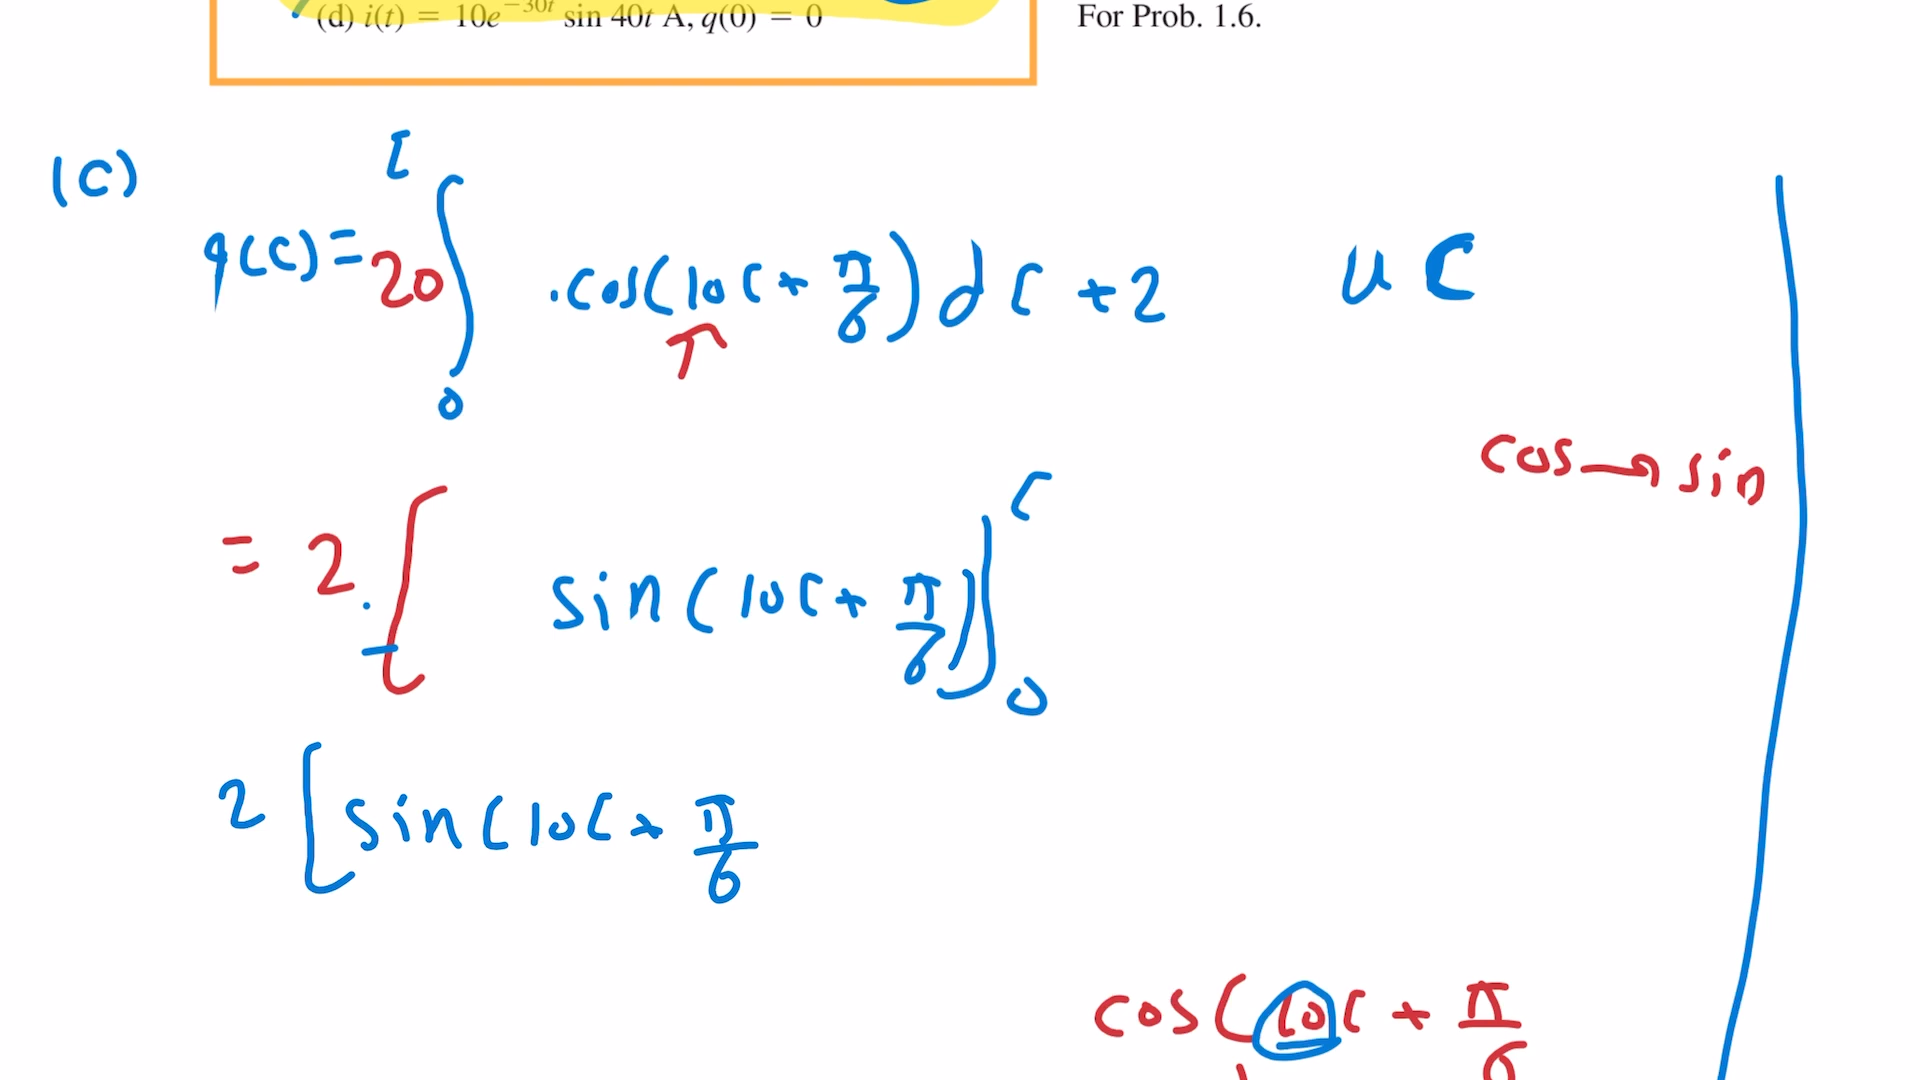 (d) i(t) = 10e^−30t sin 40t A, q(0) = 0
For Prob. 1.6.
(c)
q(t) = 20 ∫₀ᵗ · cos(10t + π/6) dt + 2 µC
cos → sin
= 2 · [ sin(10t + π/6) ]₀ᵗ
2 [ sin(10t + π/6
cos(10t + π/6